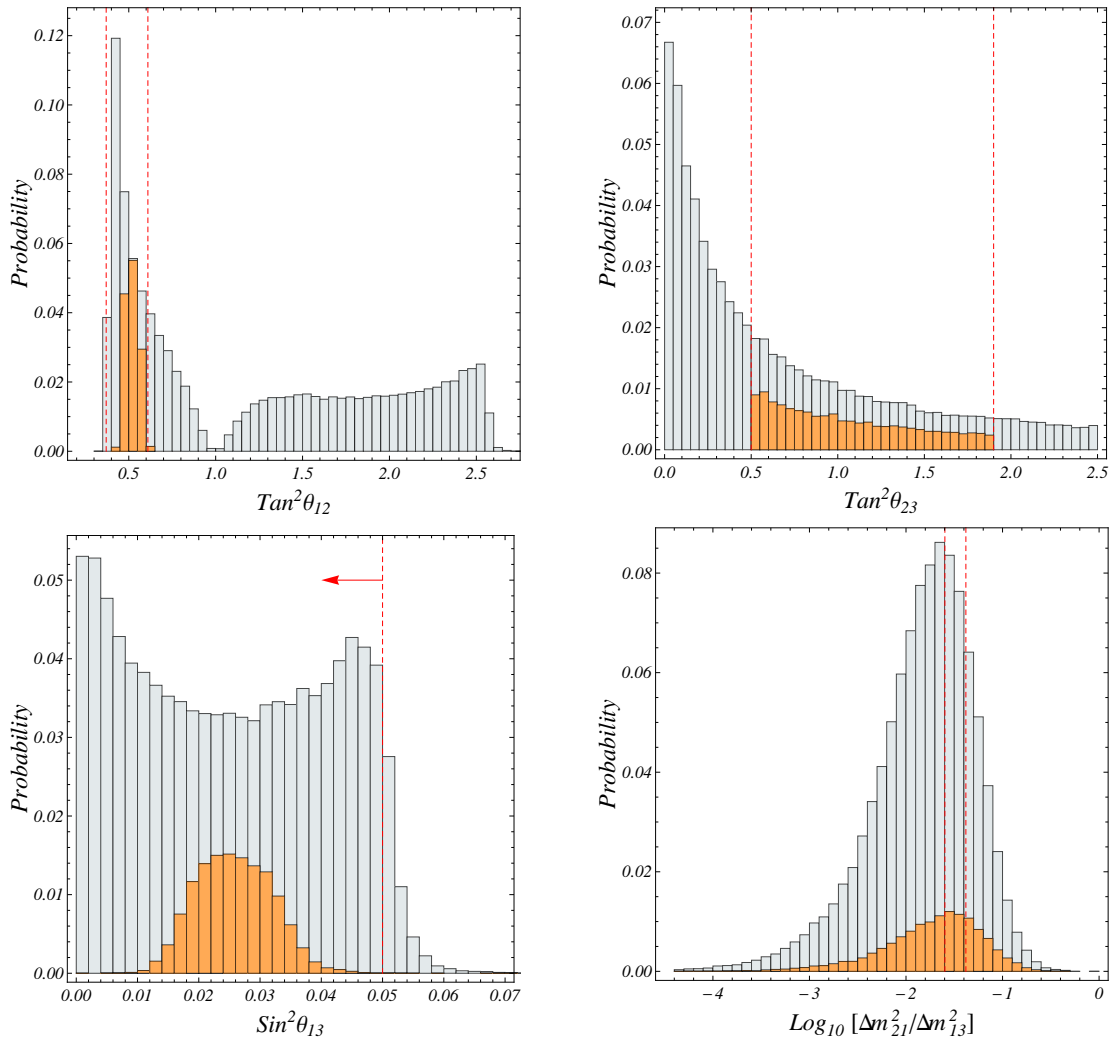 0.12
0.10
0.08
0.06
0.04
0.02
0.00
Probability
0.5 1.0 1.5 2.0 2.5
Tan²θ₁₂
0.07
0.06
0.05
0.04
0.03
0.02
0.01
0.00
Probability
0.0 0.5 1.0 1.5 2.0 2.5
Tan²θ₂₃
0.05
0.04
0.03
0.02
0.01
0.00
Probability
0.00 0.01 0.02 0.03 0.04 0.05 0.06 0.07
Sin²θ₁₃
0.08
0.06
0.04
0.02
0.00
Probability
−4 −3 −2 −1 0
Log₁₀ [Δm²₂₁/Δm²₁₃]